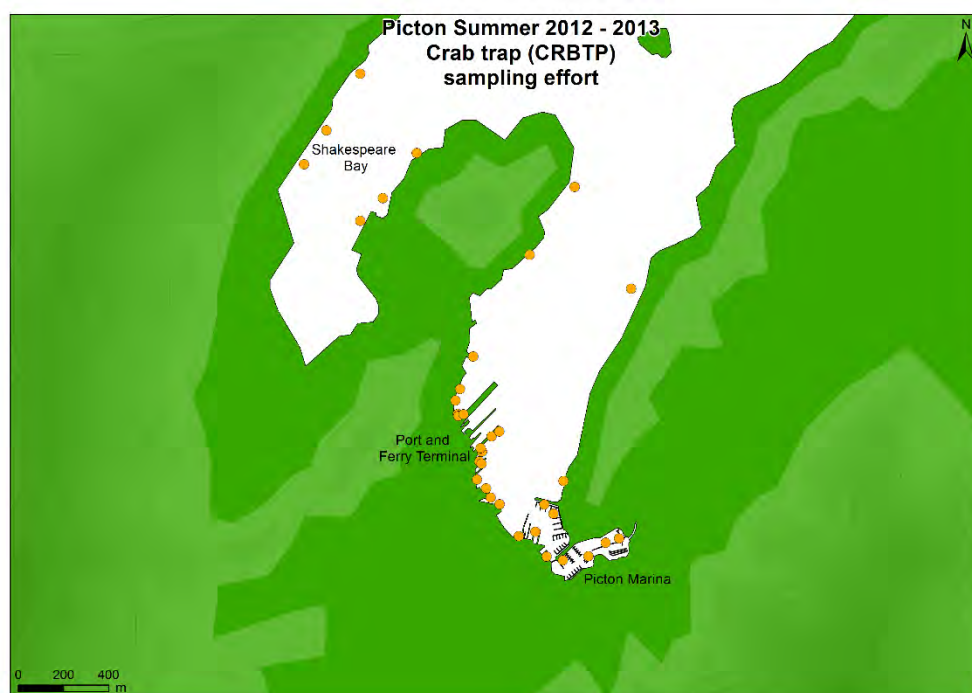 Picton Summer 2012 - 2013
Crab trap (CRBTP)
sampling effort
N
Shakespeare
Bay
Port and
Ferry Terminal
Picton Marina
0 200 400
m